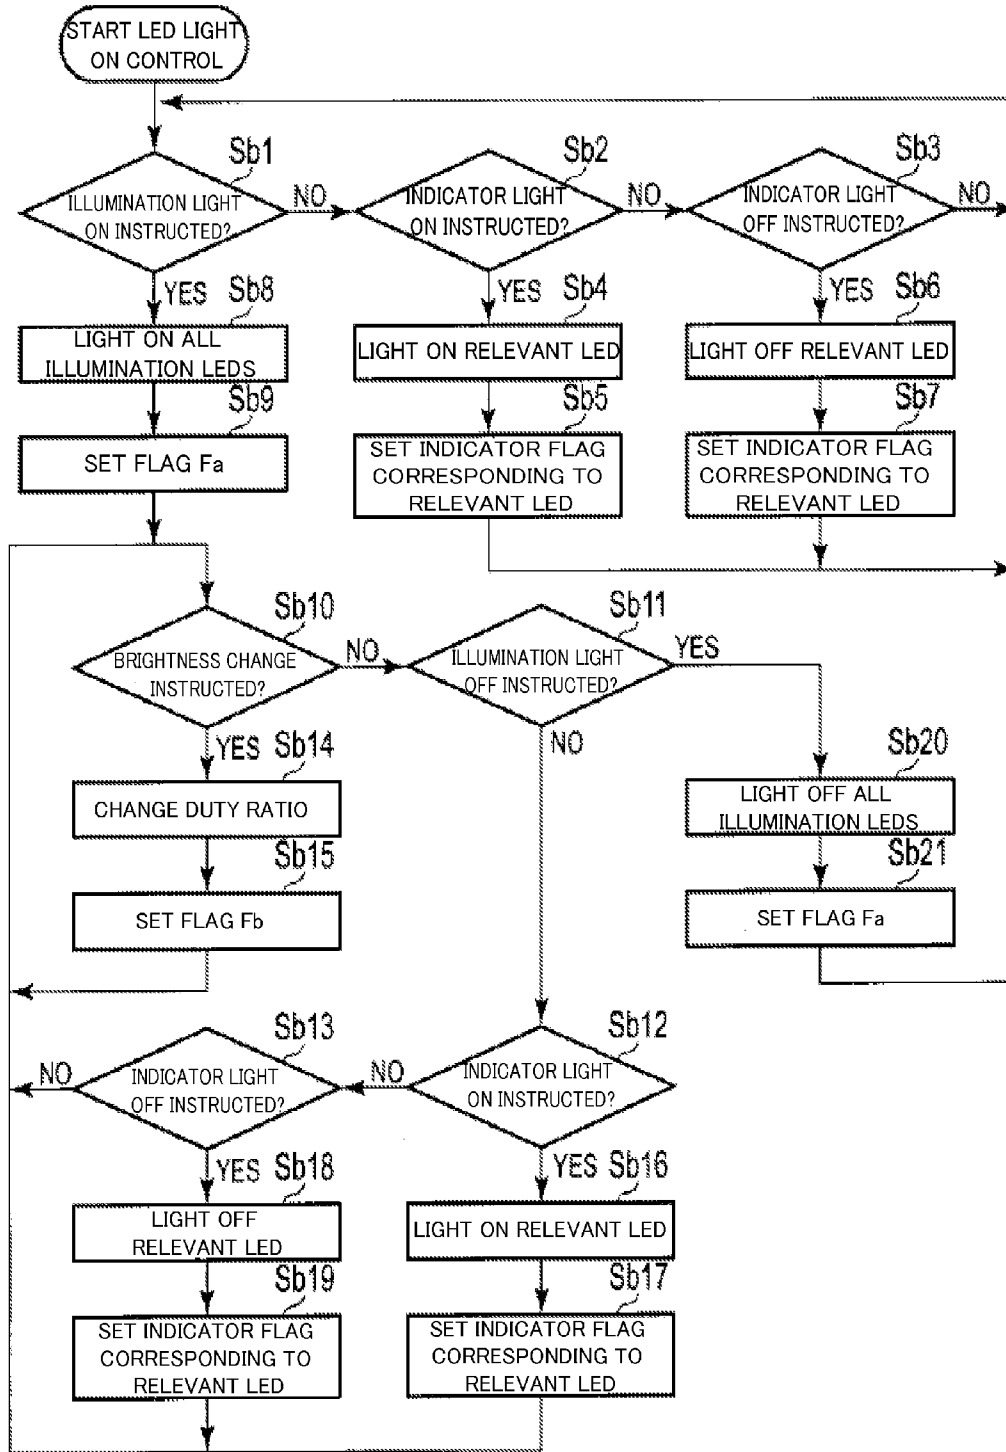 START LED LIGHT
ON CONTROL
Sb1
ILLUMINATION LIGHT
ON INSTRUCTED?
NO
YES
Sb2
INDICATOR LIGHT
ON INSTRUCTED?
NO
YES
Sb3
INDICATOR LIGHT
OFF INSTRUCTED?
NO
YES
Sb8
LIGHT ON ALL
ILLUMINATION LEDS
Sb4
LIGHT ON RELEVANT LED
Sb6
LIGHT OFF RELEVANT LED
Sb9
SET FLAG Fa
Sb5
SET INDICATOR FLAG
CORRESPONDING TO
RELEVANT LED
Sb7
SET INDICATOR FLAG
CORRESPONDING TO
RELEVANT LED
Sb10
BRIGHTNESS CHANGE
INSTRUCTED?
NO
YES
Sb11
ILLUMINATION LIGHT
OFF INSTRUCTED?
YES
NO
Sb14
CHANGE DUTY RATIO
Sb20
LIGHT OFF ALL
ILLUMINATION LEDS
Sb15
SET FLAG Fb
Sb21
SET FLAG Fa
Sb13
INDICATOR LIGHT
OFF INSTRUCTED?
NO
YES
Sb12
INDICATOR LIGHT
ON INSTRUCTED?
NO
YES
Sb18
LIGHT OFF
RELEVANT LED
Sb16
LIGHT ON RELEVANT LED
Sb19
SET INDICATOR FLAG
CORRESPONDING TO
RELEVANT LED
Sb17
SET INDICATOR FLAG
CORRESPONDING TO
RELEVANT LED